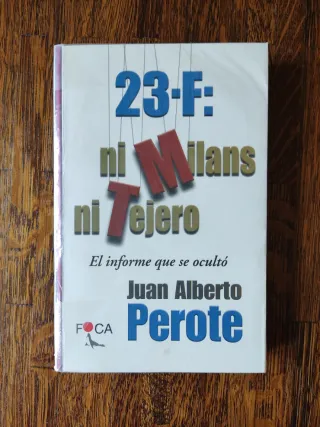 23-F:
ni Milans
ni Tejero
El informe que se ocultó
Juan Alberto
Perote
FOCA